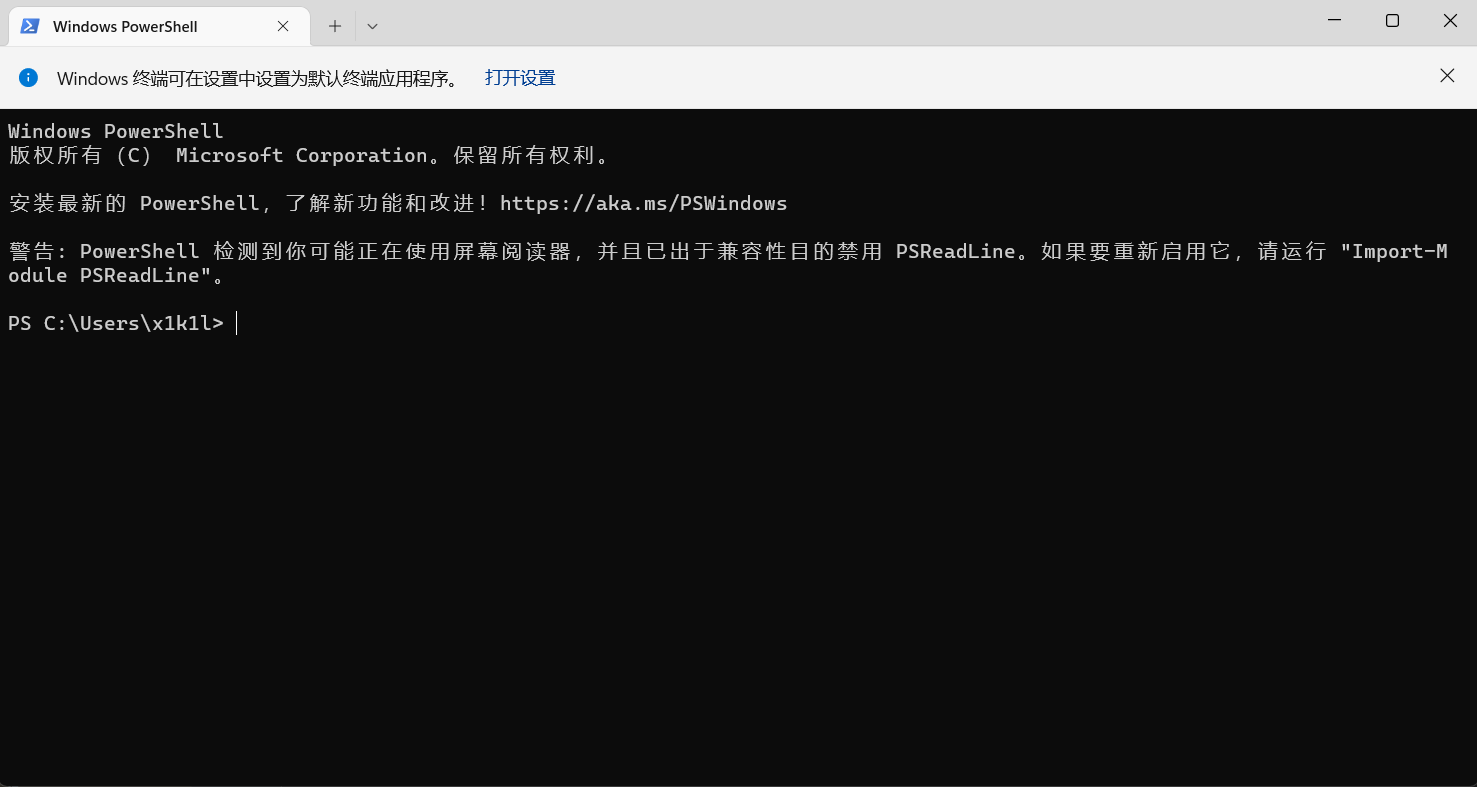 Windows PowerShell
Windows 终端可在设置中设置为默认终端应用程序。 打开设置
Windows PowerShell
版权所有（C） Microsoft Corporation。保留所有权利。
安装最新的 PowerShell，了解新功能和改进！https://aka.ms/PSWindows
警告: PowerShell 检测到你可能正在使用屏幕阅读器，并且已出于兼容性目的禁用 PSReadLine。如果要重新启用它，请运行 "Import-M
odule PSReadLine"。
PS C:\Users\x1k1l>